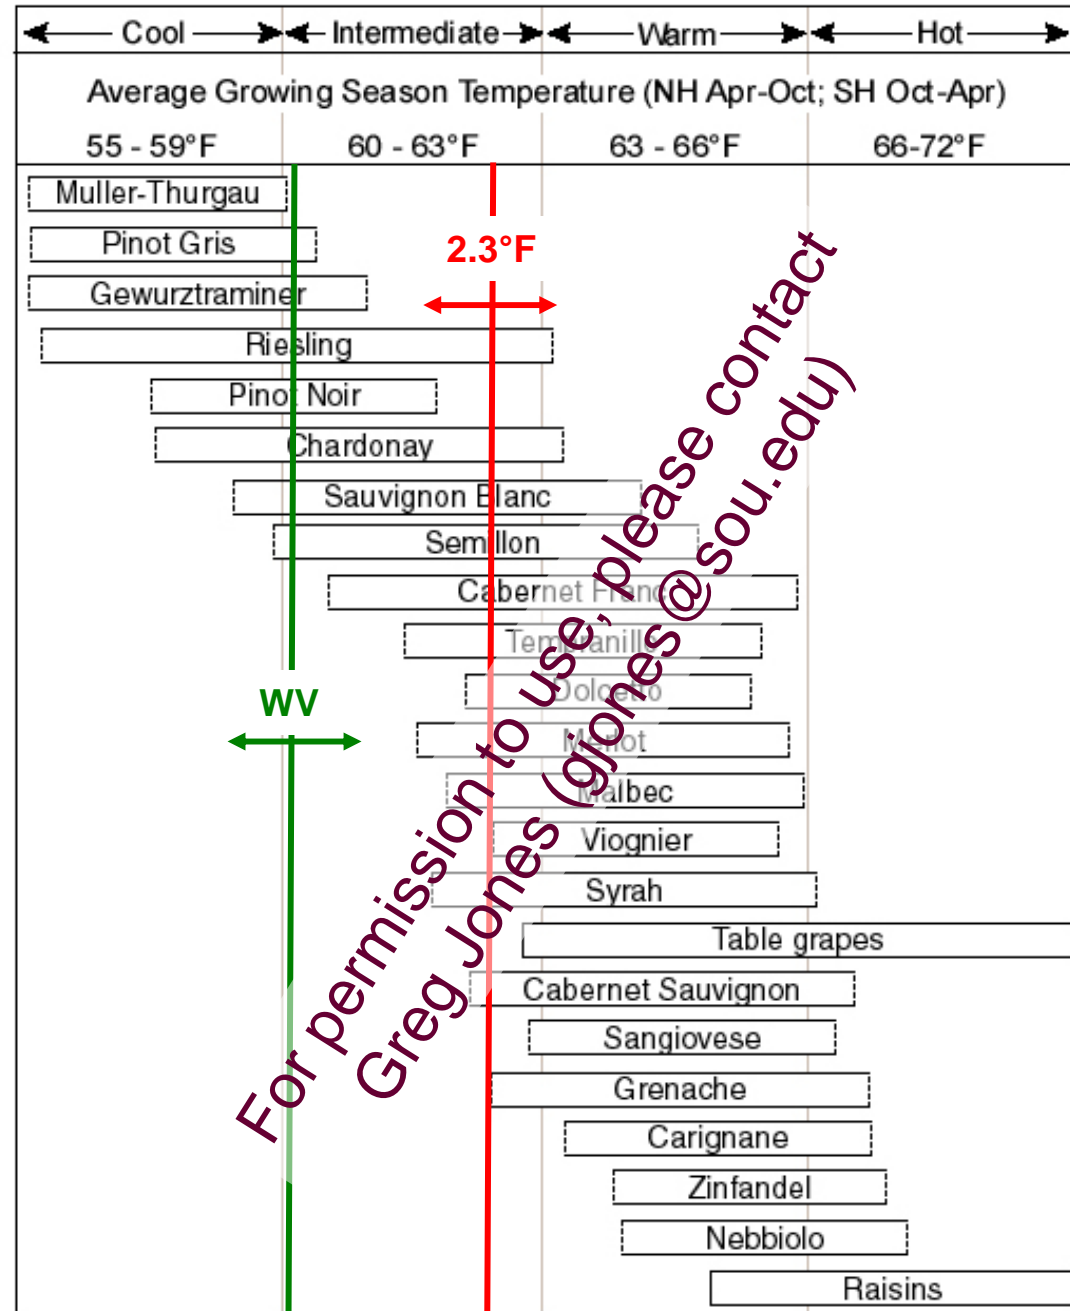 Cool Intermediate Warm Hot
Average Growing Season Temperature (NH Apr-Oct; SH Oct-Apr)
55 - 59°F 60 - 63°F 63 - 66°F 66-72°F
Muller-Thurgau
Pinot Gris
2.3°F
Gewurztraminer
Riesling
Pinot Noir
Chardonay
Sauvignon Blanc
Semillon
Cabernet Franc
Tempranillo
Dolcetto
WV
Merlot
Malbec
Viognier
Syrah
Table grapes
Cabernet Sauvignon
Sangiovese
Grenache
Carignane
Zinfandel
Nebbiolo
Raisins
For permission to use, please contact
Greg Jones (gjones@sou.edu)